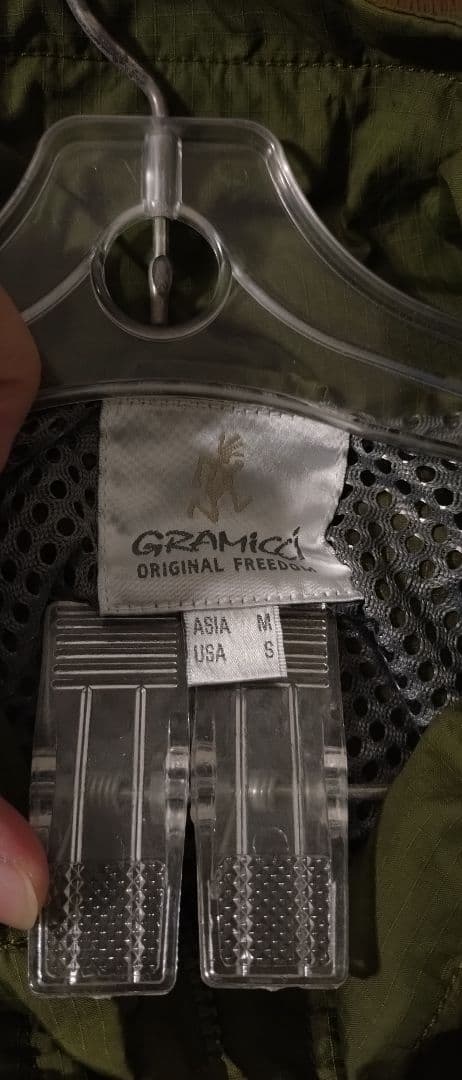 GRAMICCI
ORIGINAL FREEDOM
ASIA M
USA S